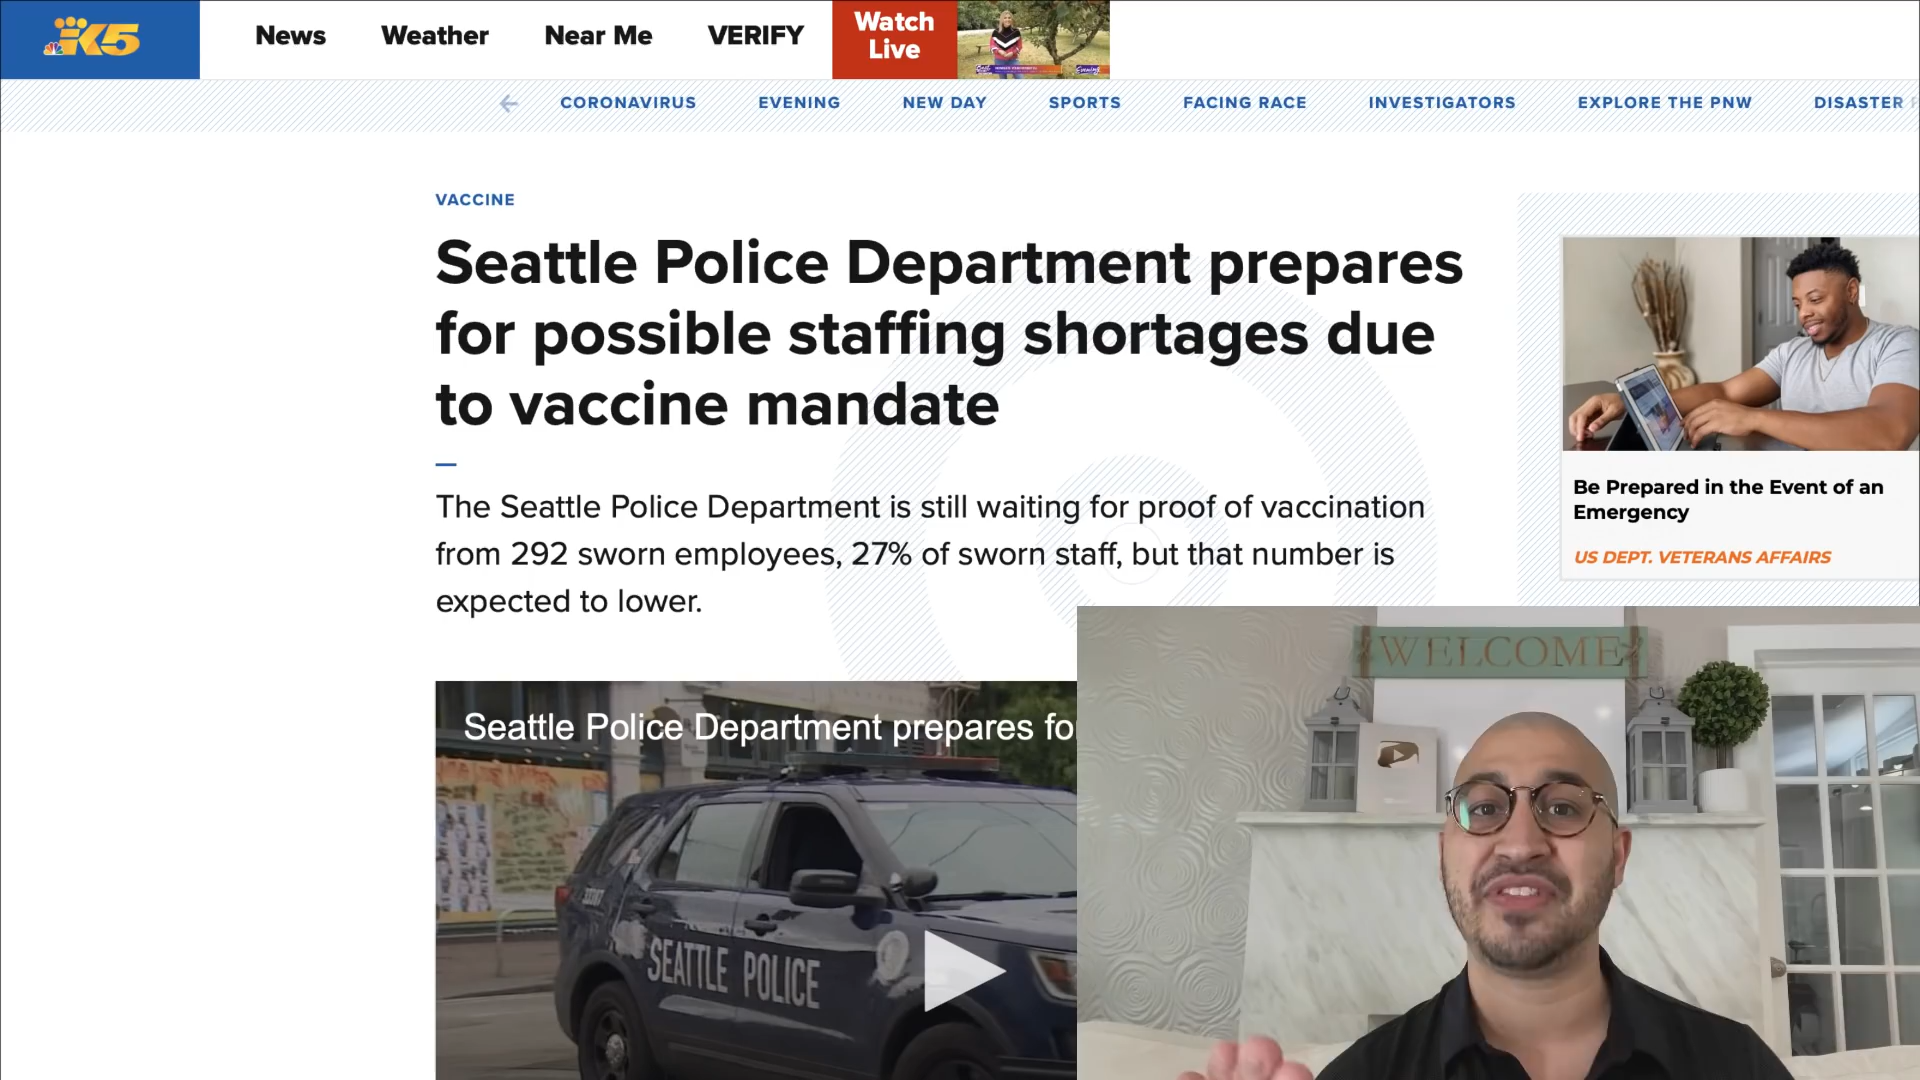 K5
News
Weather
Near Me
VERIFY
Watch
Live
CORONAVIRUS
EVENING
NEW DAY
SPORTS
FACING RACE
INVESTIGATORS
EXPLORE THE PNW
DISASTER
VACCINE
Seattle Police Department prepares
for possible staffing shortages due
to vaccine mandate
The Seattle Police Department is still waiting for proof of vaccination
from 292 sworn employees, 27% of sworn staff, but that number is
expected to lower.
Be Prepared in the Event of an
Emergency
US DEPT. VETERANS AFFAIRS
Seattle Police Department prepares fo
SEATTLE POLICE
WELCOME